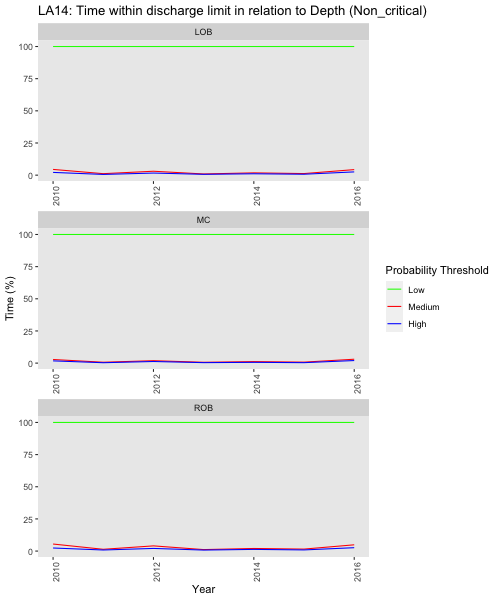 LA14: Time within discharge limit in relation to Depth (Non_critical)
LOB
100
75
50
25
0
2010
2012
2014
2016
MC
100
75
50
25
0
2010
2012
2014
2016
ROB
100
75
50
25
0
2010
2012
2014
2016
Time (%)
Year
Probability Threshold
Low
Medium
High